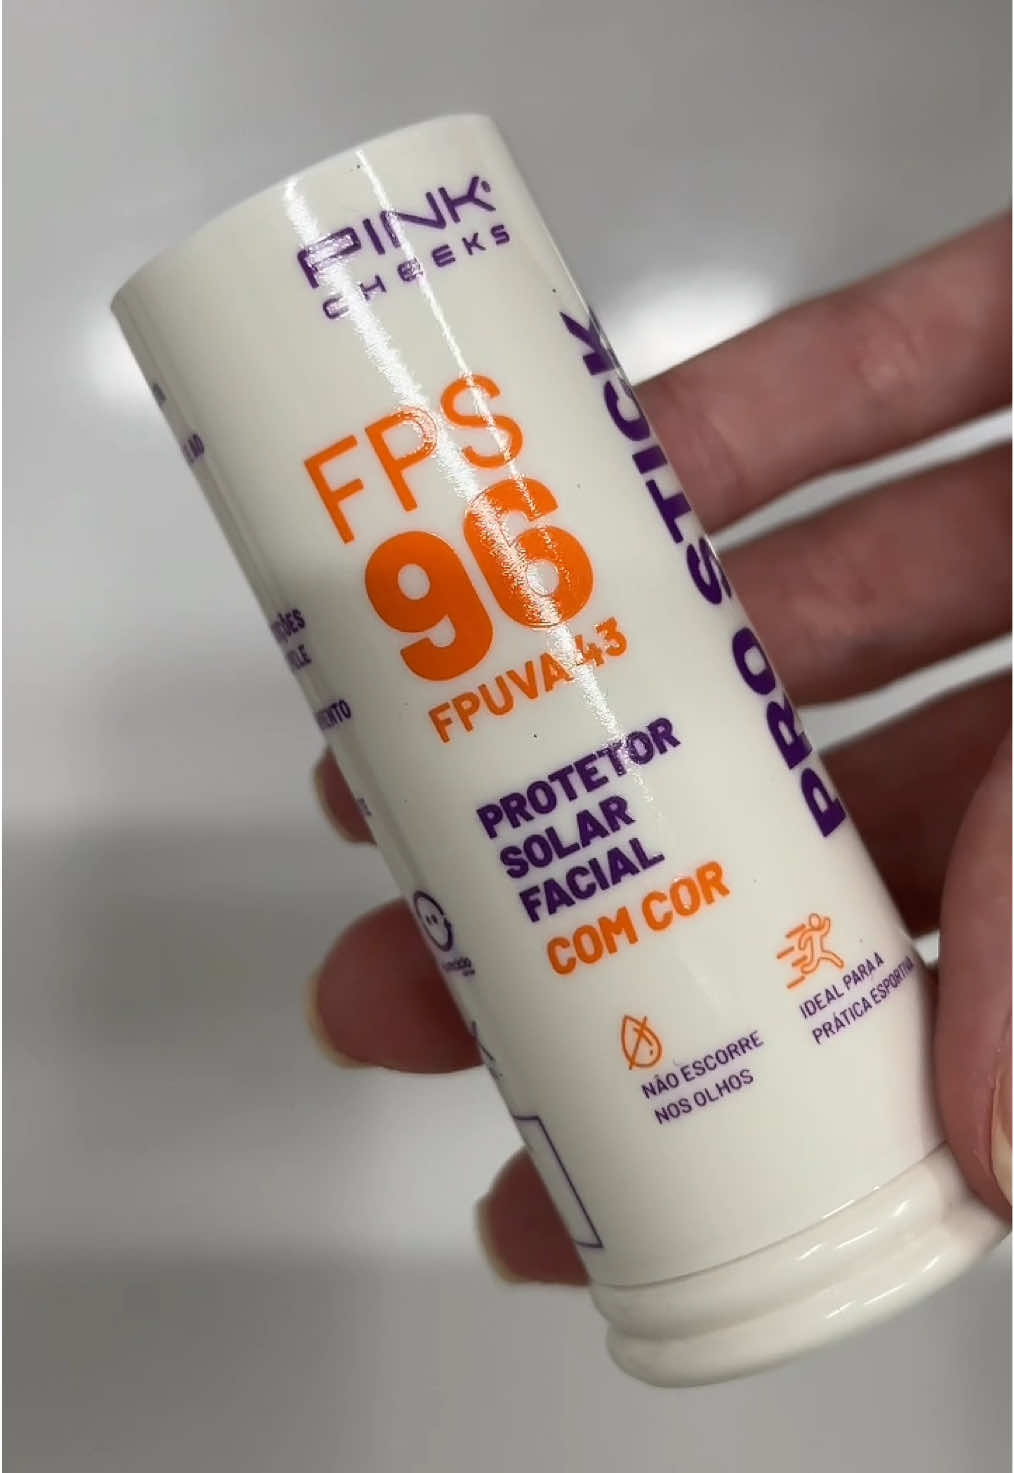 PINK
CHEEKS
FPS
96
FPUVA 43
PROTETOR
SOLAR
FACIAL
COM COR
NÃO ESCORRE
NOS OLHOS
IDEAL PARA A
PRÁTICA ESPORTIVA
PRO STICK